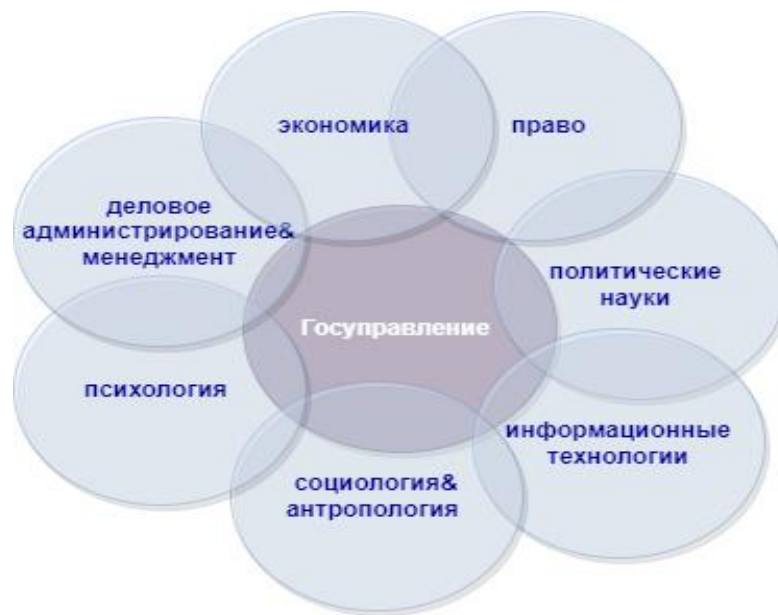 экономика
право
деловое
администрирование&
менеджмент
политические
науки
Госуправление
психология
информационные
технологии
социология&
антропология